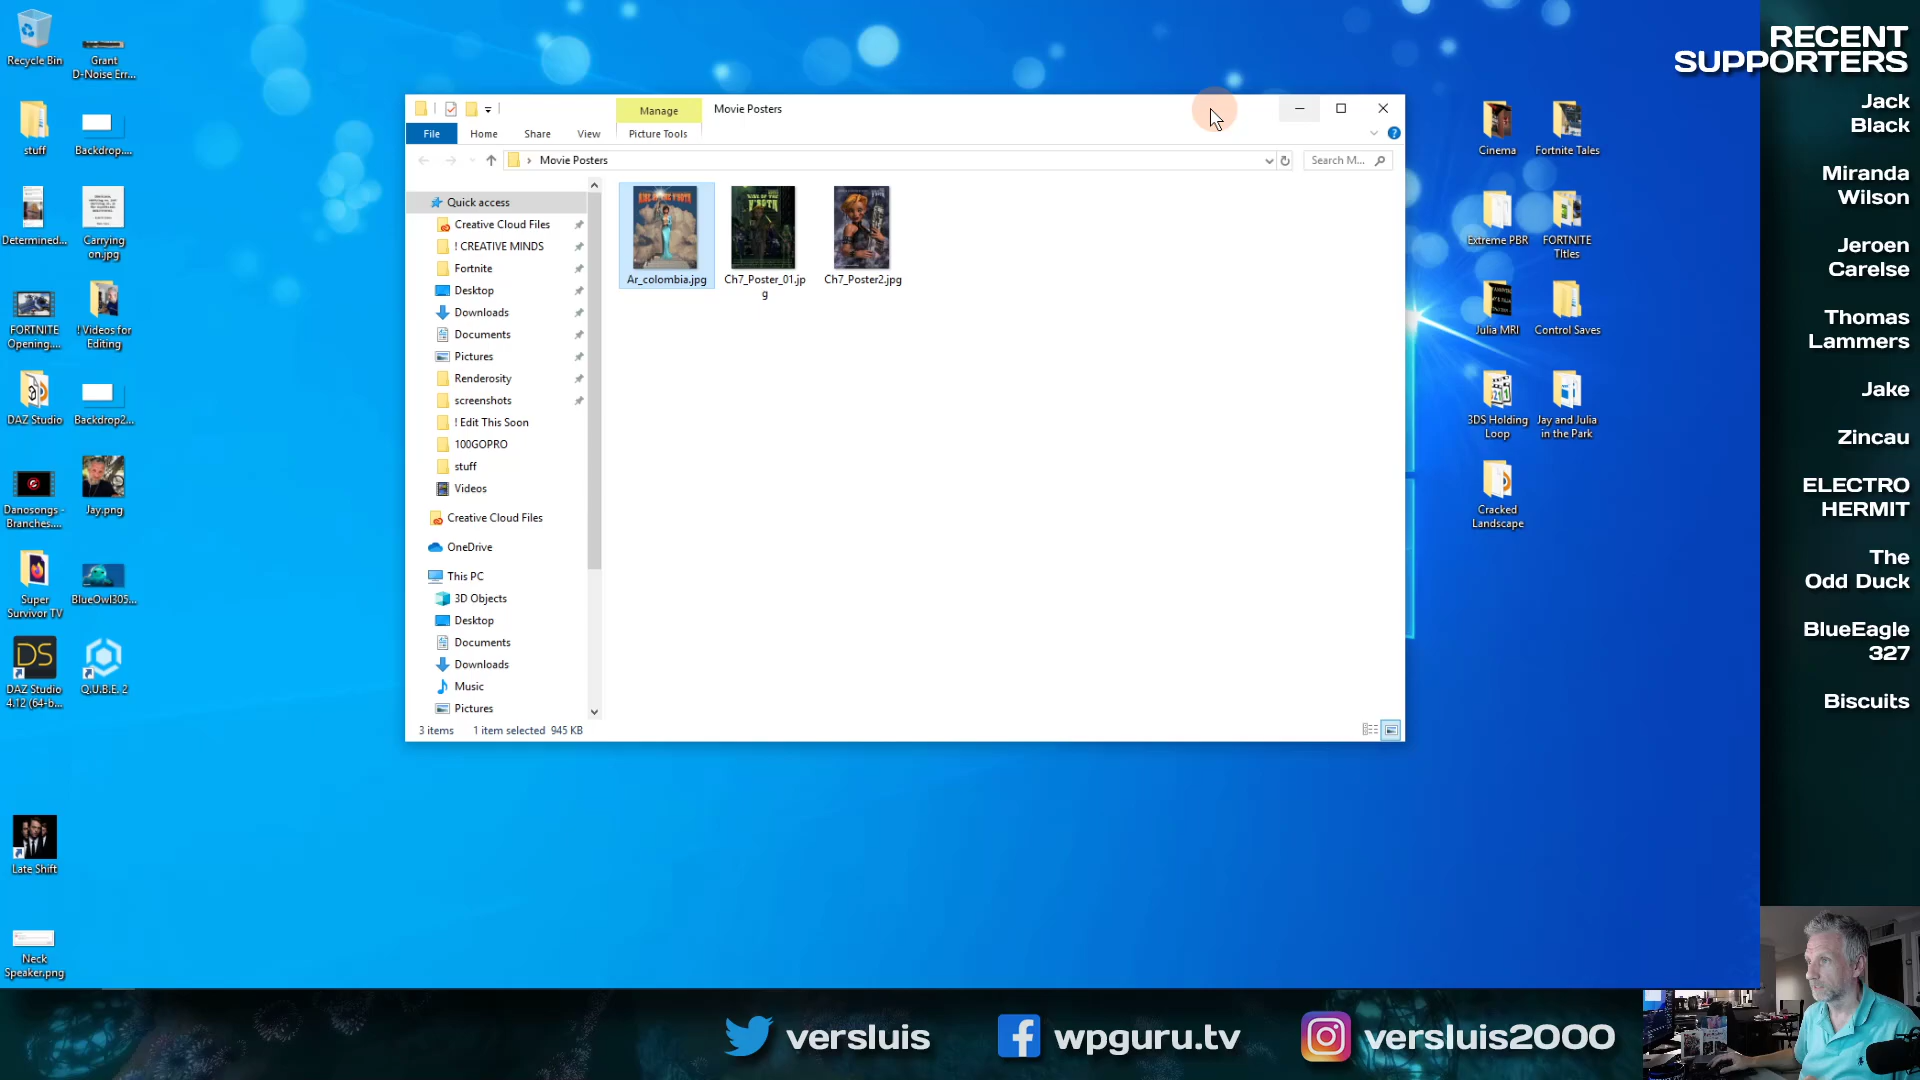 Recycle Bin
Grant
D-Noise Err...
stuff
Backdrop....
Determined...
Carrying
on.jpg
FORTNITE
Opening....
! Videos for
Editing
DAZ Studio
Backdrop2...
Danosongs -
Branches....
Jay.png
Super
Survivor TV
BlueOwl305...
DAZ Studio
4.12 (64-b...
Q.U.B.E. 2
Late Shift
Neck
Speaker.png
Manage
Movie Posters
File
Home
Share
View
Picture Tools
Movie Posters
Search M...
Quick access
Creative Cloud Files
! CREATIVE MINDS
Fortnite
Desktop
Downloads
Documents
Pictures
Renderosity
screenshots
! Edit This Soon
100GOPRO
stuff
Videos
Creative Cloud Files
OneDrive
This PC
3D Objects
Desktop
Documents
Downloads
Music
Pictures
Ar_colombia.jpg
Ch7_Poster_01.jp
g
Ch7_Poster2.jpg
3 items
1 item selected 945 KB
Cinema
Fortnite Tales
Extreme PBR
FORTNITE
TItles
Julia MRI
Control Saves
3DS Holding
Loop
Jay and Julia
in the Park
Cracked
Landscape
RECENT
SUPPORTERS
Jack
Black
Miranda
Wilson
Jeroen
Carelse
Thomas
Lammers
Jake
Zincau
ELECTRO
HERMIT
The
Odd Duck
BlueEagle
327
Biscuits
versluis
wpguru.tv
versluis2000